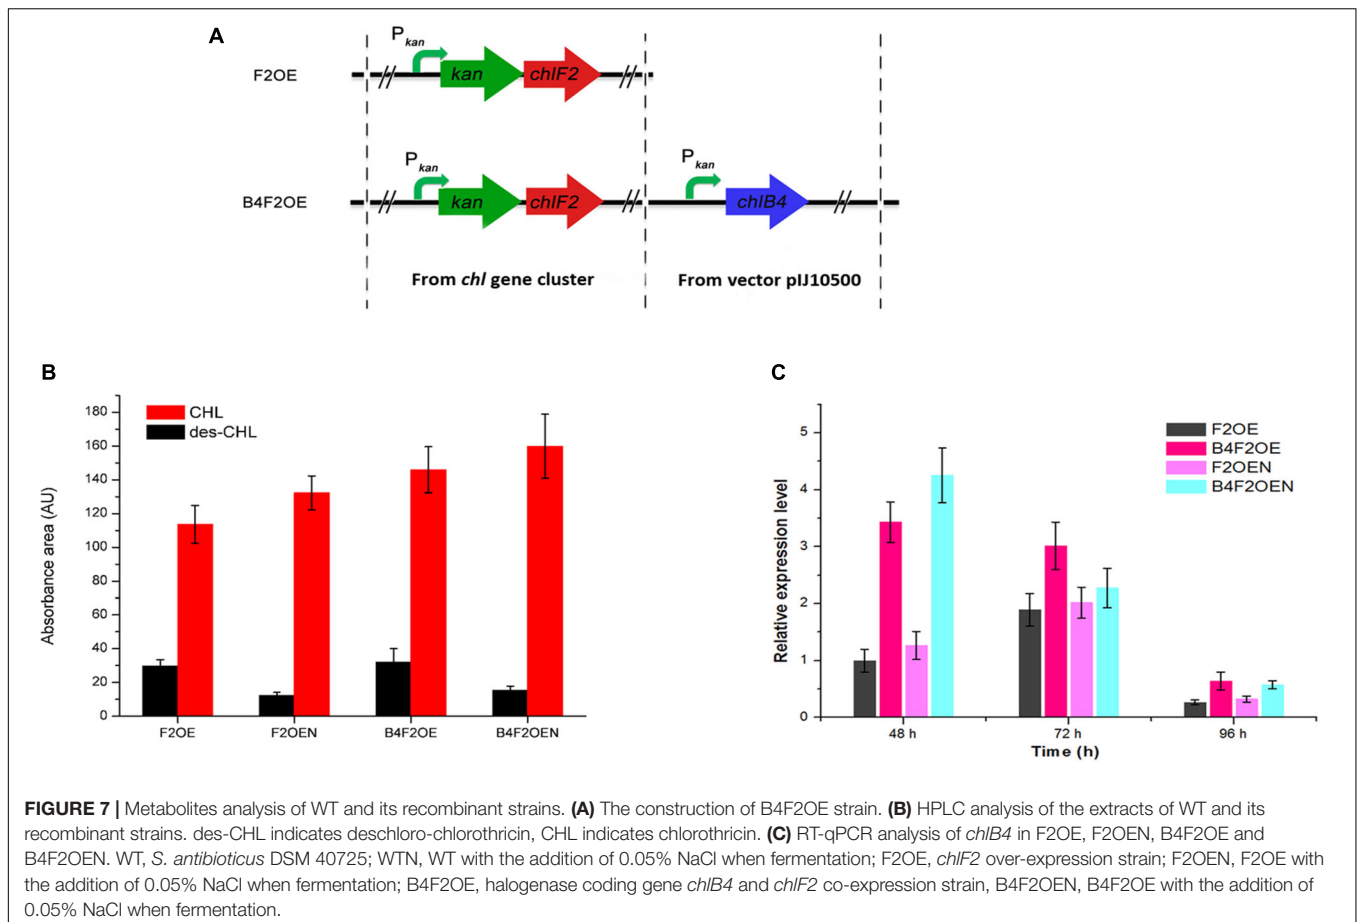 A
P kan
F2OE
kan
chlF2
P kan
P kan
B4F2OE
kan
chlF2
chlB4
From chl gene cluster
From vector pIJ10500
B
CHL
des-CHL
Absorbance area (AU)
180
160
140
120
100
80
60
40
20
0
F2OE
F2OEN
B4F2OE
B4F2OEN
C
F2OE
B4F2OE
F2OEN
B4F2OEN
Relative expression level
5
4
3
2
1
0
48 h
72 h
96 h
Time (h)
FIGURE 7 | Metabolites analysis of WT and its recombinant strains. (A) The construction of B4F2OE strain. (B) HPLC analysis of the extracts of WT and its
recombinant strains. des-CHL indicates deschloro-chlorothricin, CHL indicates chlorothricin. (C) RT-qPCR analysis of chlB4 in F2OE, F2OEN, B4F2OE and
B4F2OEN. WT, S. antibioticus DSM 40725; WTN, WT with the addition of 0.05% NaCl when fermentation; F2OE, chlF2 over-expression strain; F2OEN, F2OE with
the addition of 0.05% NaCl when fermentation; B4F2OE, halogenase coding gene chlB4 and chlF2 co-expression strain, B4F2OEN, B4F2OE with the addition of
0.05% NaCl when fermentation.